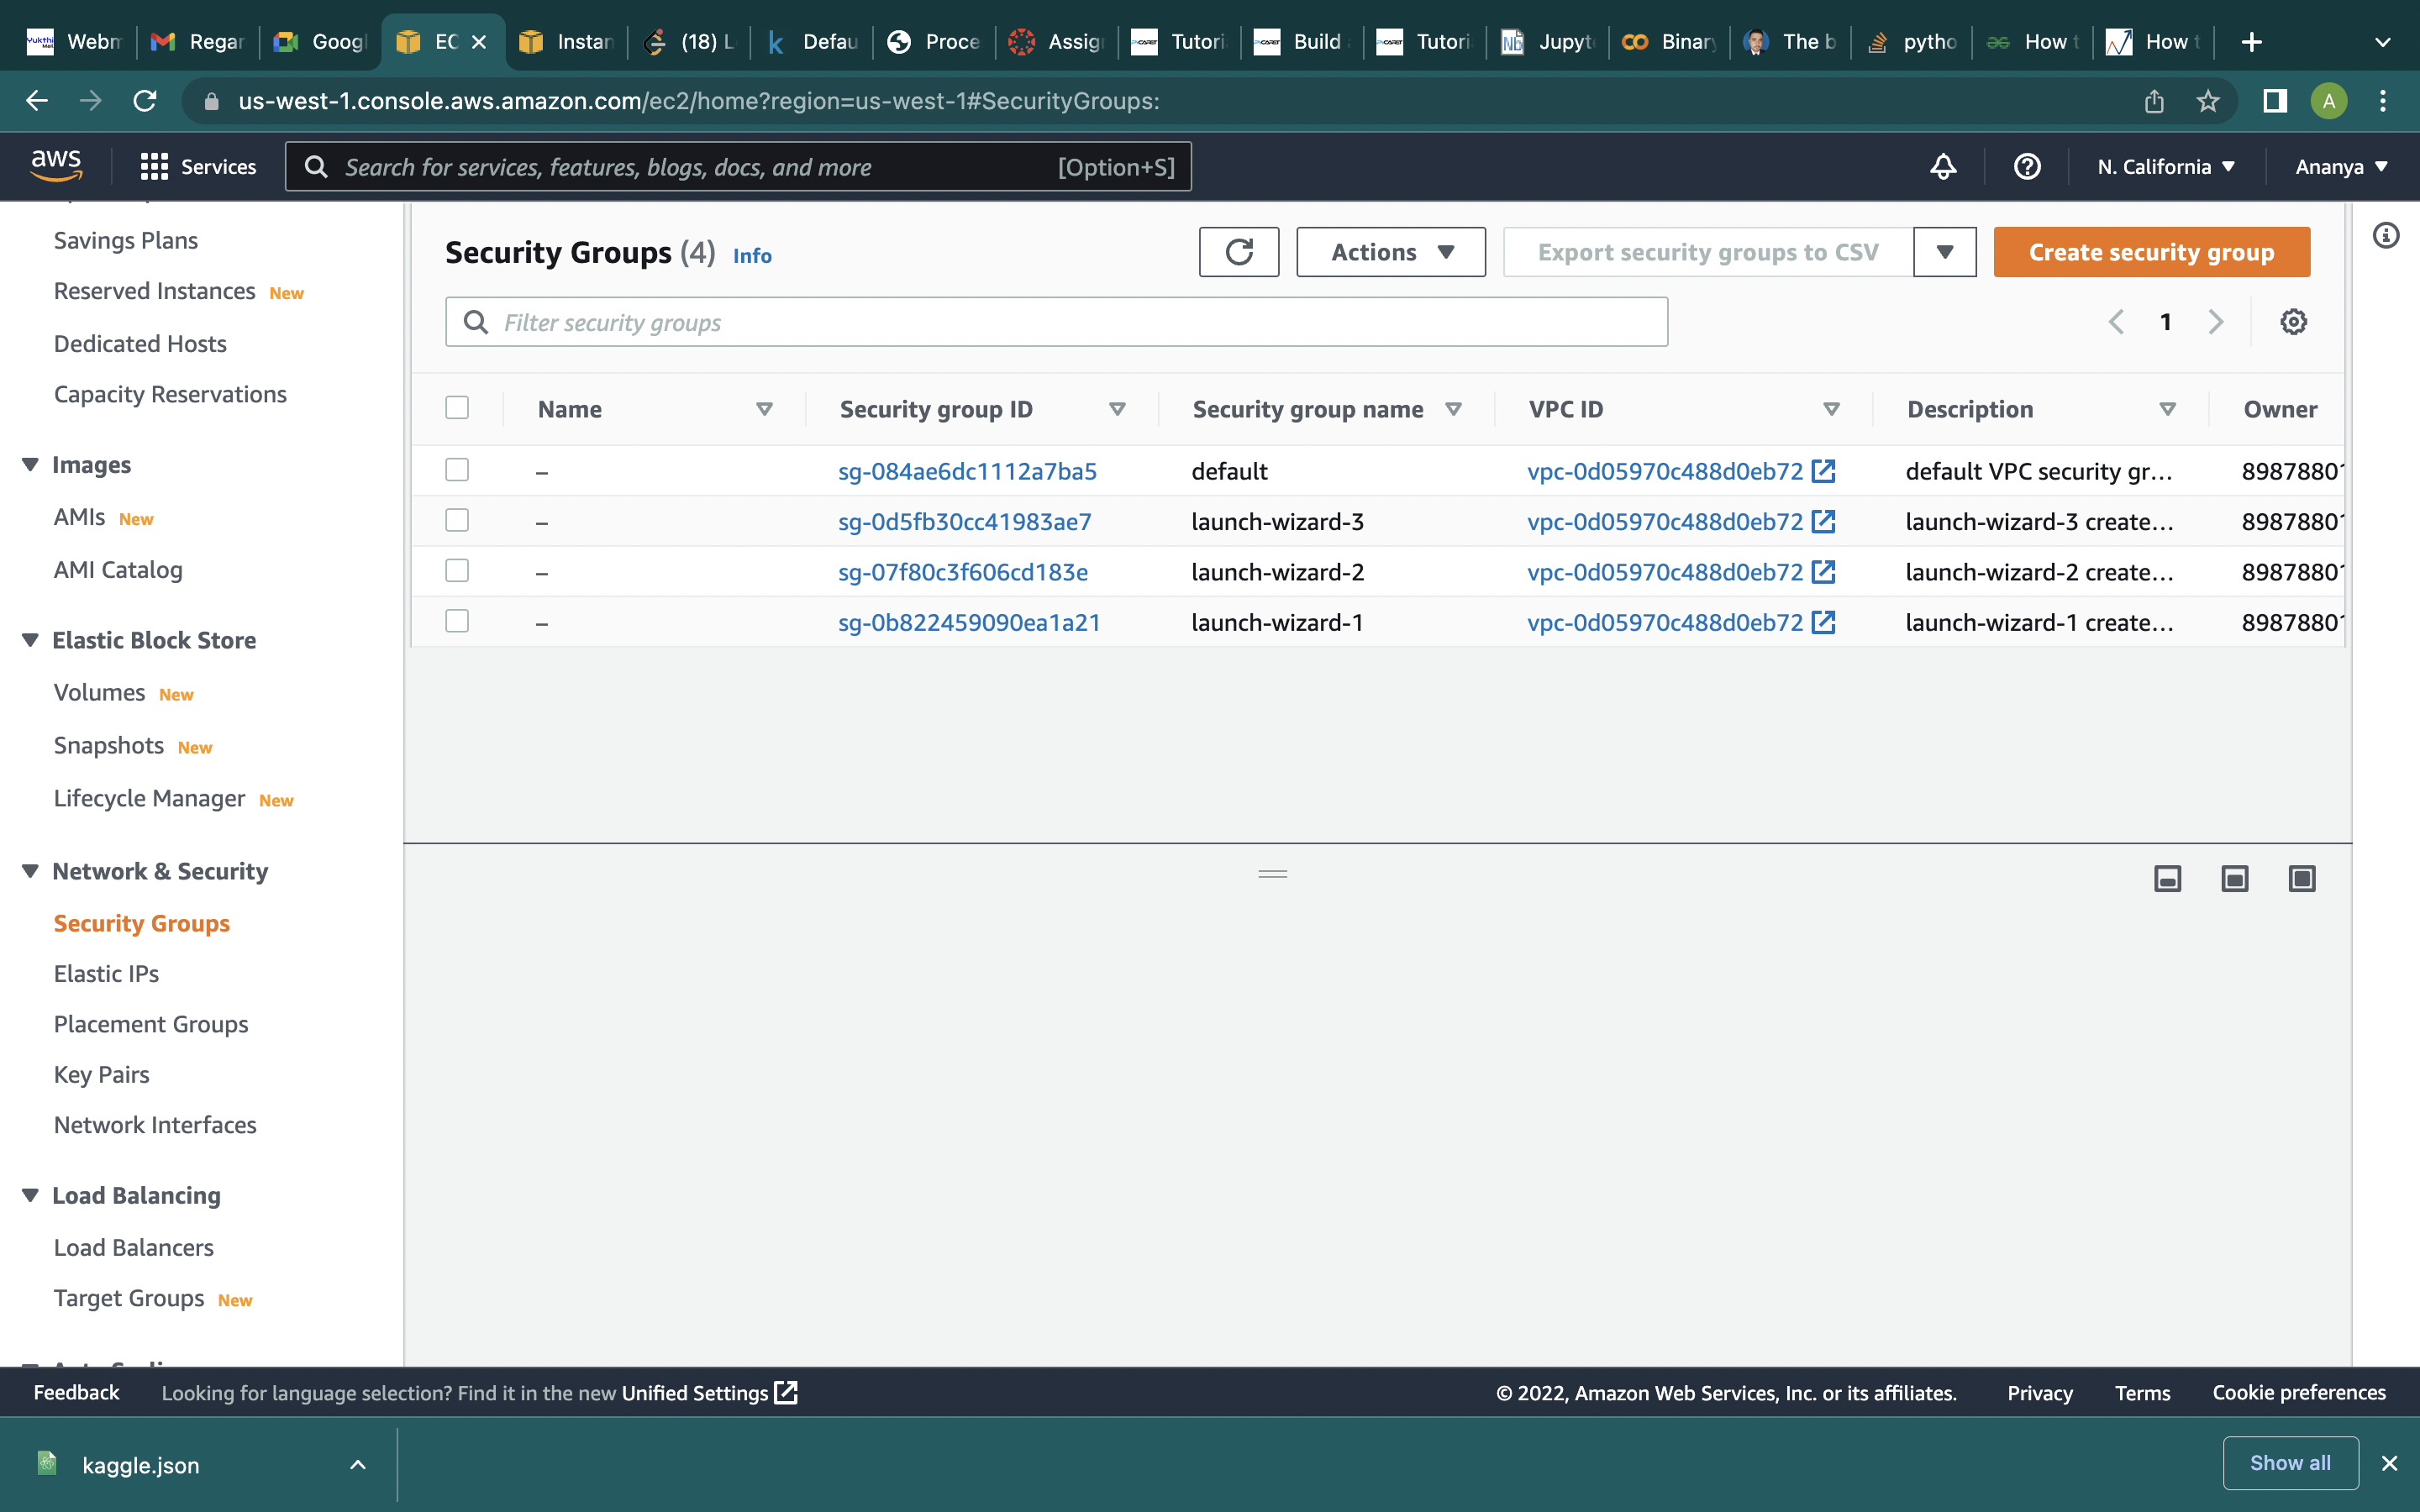 Webm Regar Googl EC Instan (18) L Defau Proce Assig Tutori Build Tutori Jupyt Binary The b pytho How t How t
us-west-1.console.aws.amazon.com/ec2/home?region=us-west-1#SecurityGroups: A
aws Services Search for services, features, blogs, docs, and more [Option+S] N. California Ananya
Savings Plans
Reserved Instances New
Dedicated Hosts
Capacity Reservations
Images
AMIs New
AMI Catalog
Elastic Block Store
Volumes New
Snapshots New
Lifecycle Manager New
Network & Security
Security Groups
Elastic IPs
Placement Groups
Key Pairs
Network Interfaces
Load Balancing
Load Balancers
Target Groups New
Security Groups (4) Info Actions Export security groups to CSV Create security group
Filter security groups 1
Name Security group ID Security group name VPC ID Description Owner
– sg-084ae6dc1112a7ba5 default vpc-0d05970c488d0eb72 default VPC security gr... 8987880
– sg-0d5fb30cc41983ae7 launch-wizard-3 vpc-0d05970c488d0eb72 launch-wizard-3 create... 8987880
– sg-07f80c3f606cd183e launch-wizard-2 vpc-0d05970c488d0eb72 launch-wizard-2 create... 8987880
– sg-0b822459090ea1a21 launch-wizard-1 vpc-0d05970c488d0eb72 launch-wizard-1 create... 8987880
Feedback Looking for language selection? Find it in the new Unified Settings © 2022, Amazon Web Services, Inc. or its affiliates. Privacy Terms Cookie preferences
kaggle.json Show all